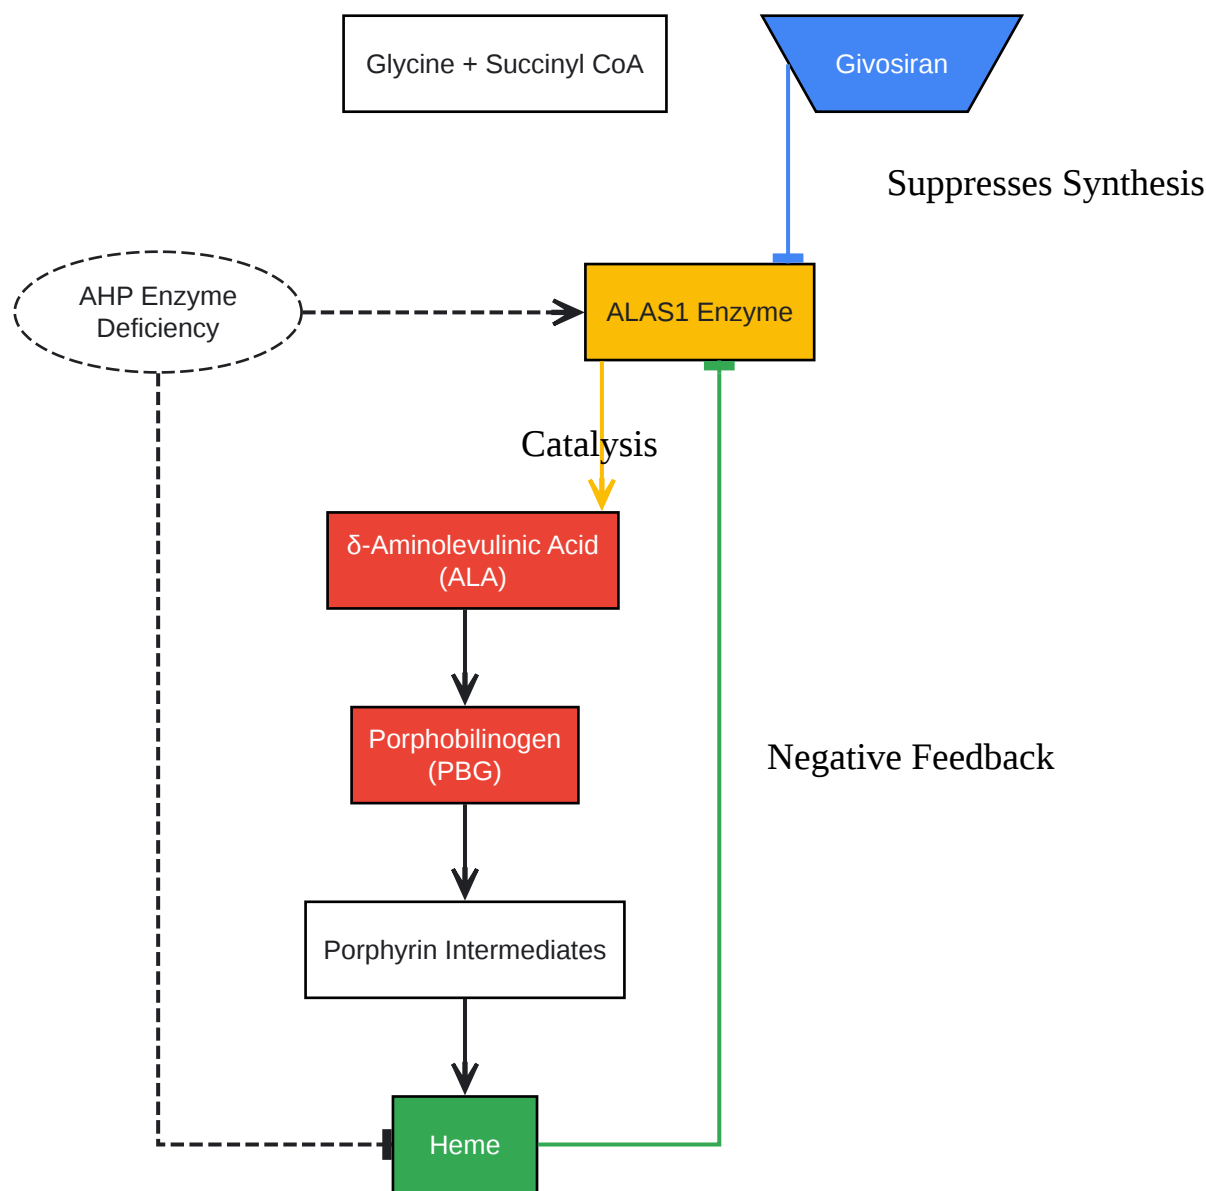 Glycine + Succinyl CoA
Givosiran
Suppresses Synthesis
AHP Enzyme
Deficiency
ALAS1 Enzyme
Catalysis
δ-Aminolevulinic Acid
(ALA)
Porphobilinogen
(PBG)
Negative Feedback
Porphyrin Intermediates
Heme